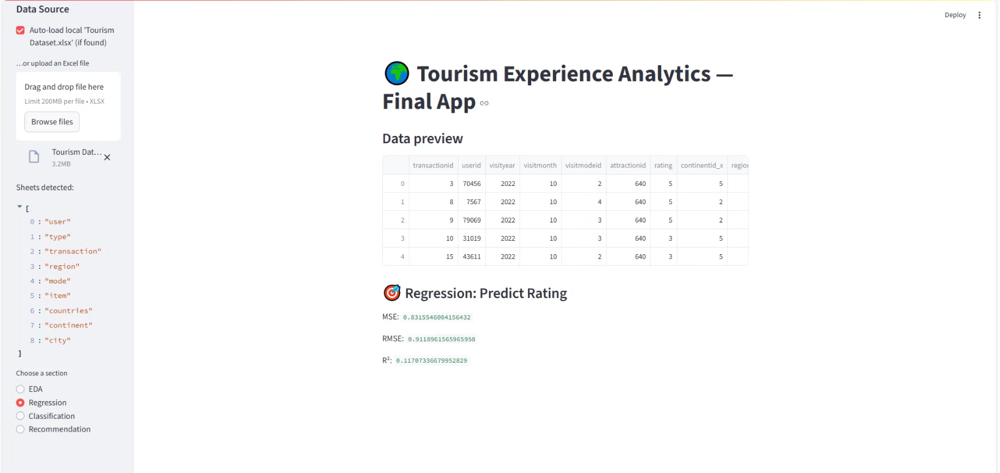 Data Source
Auto-load local 'Tourism
Dataset.xlsx' (if found)
...or upload an Excel file
Drag and drop file here
Limit 200MB per file • XLSX
Browse files
Tourism Dat...
3.2MB
Sheets detected:
[
0 : "user"
1 : "type"
2 : "transaction"
3 : "region"
4 : "mode"
5 : "item"
6 : "countries"
7 : "continent"
8 : "city"
]
Choose a section
EDA
Regression
Classification
Recommendation
Deploy
Tourism Experience Analytics —
Final App
Data preview
transactionid userid visityear visitmonth visitmodeid attractionid rating continentid_x region
0 3 70456 2022 10 2 640 5 5
1 8 7567 2022 10 4 640 5 2
2 9 79069 2022 10 3 640 5 2
3 10 31019 2022 10 3 640 3 5
4 15 43611 2022 10 2 640 3 5
Regression: Predict Rating
MSE: 0.8315546004156432
RMSE: 0.9118961565965958
R²: 0.11707336679952829